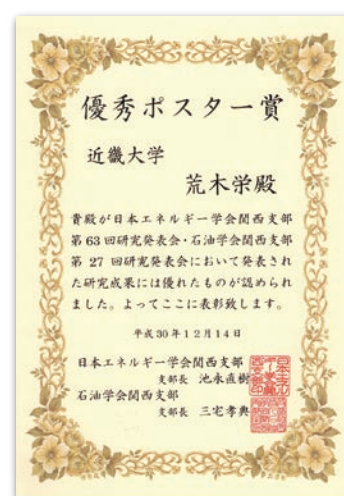 優秀ポスター賞
近畿大学
荒木栄殿
貴殿が日本エネルギー学会関西支部
第63回研究発表会・石油学会関西支部
第27回研究発表会において発表され
た研究成果には優れたものが認められ
ました。よってここに表彰致します。
平成30年12月14日
日本エネルギー学会関西支部
支部長 池永直樹
石油学会関西支部
支部長 三宅孝典